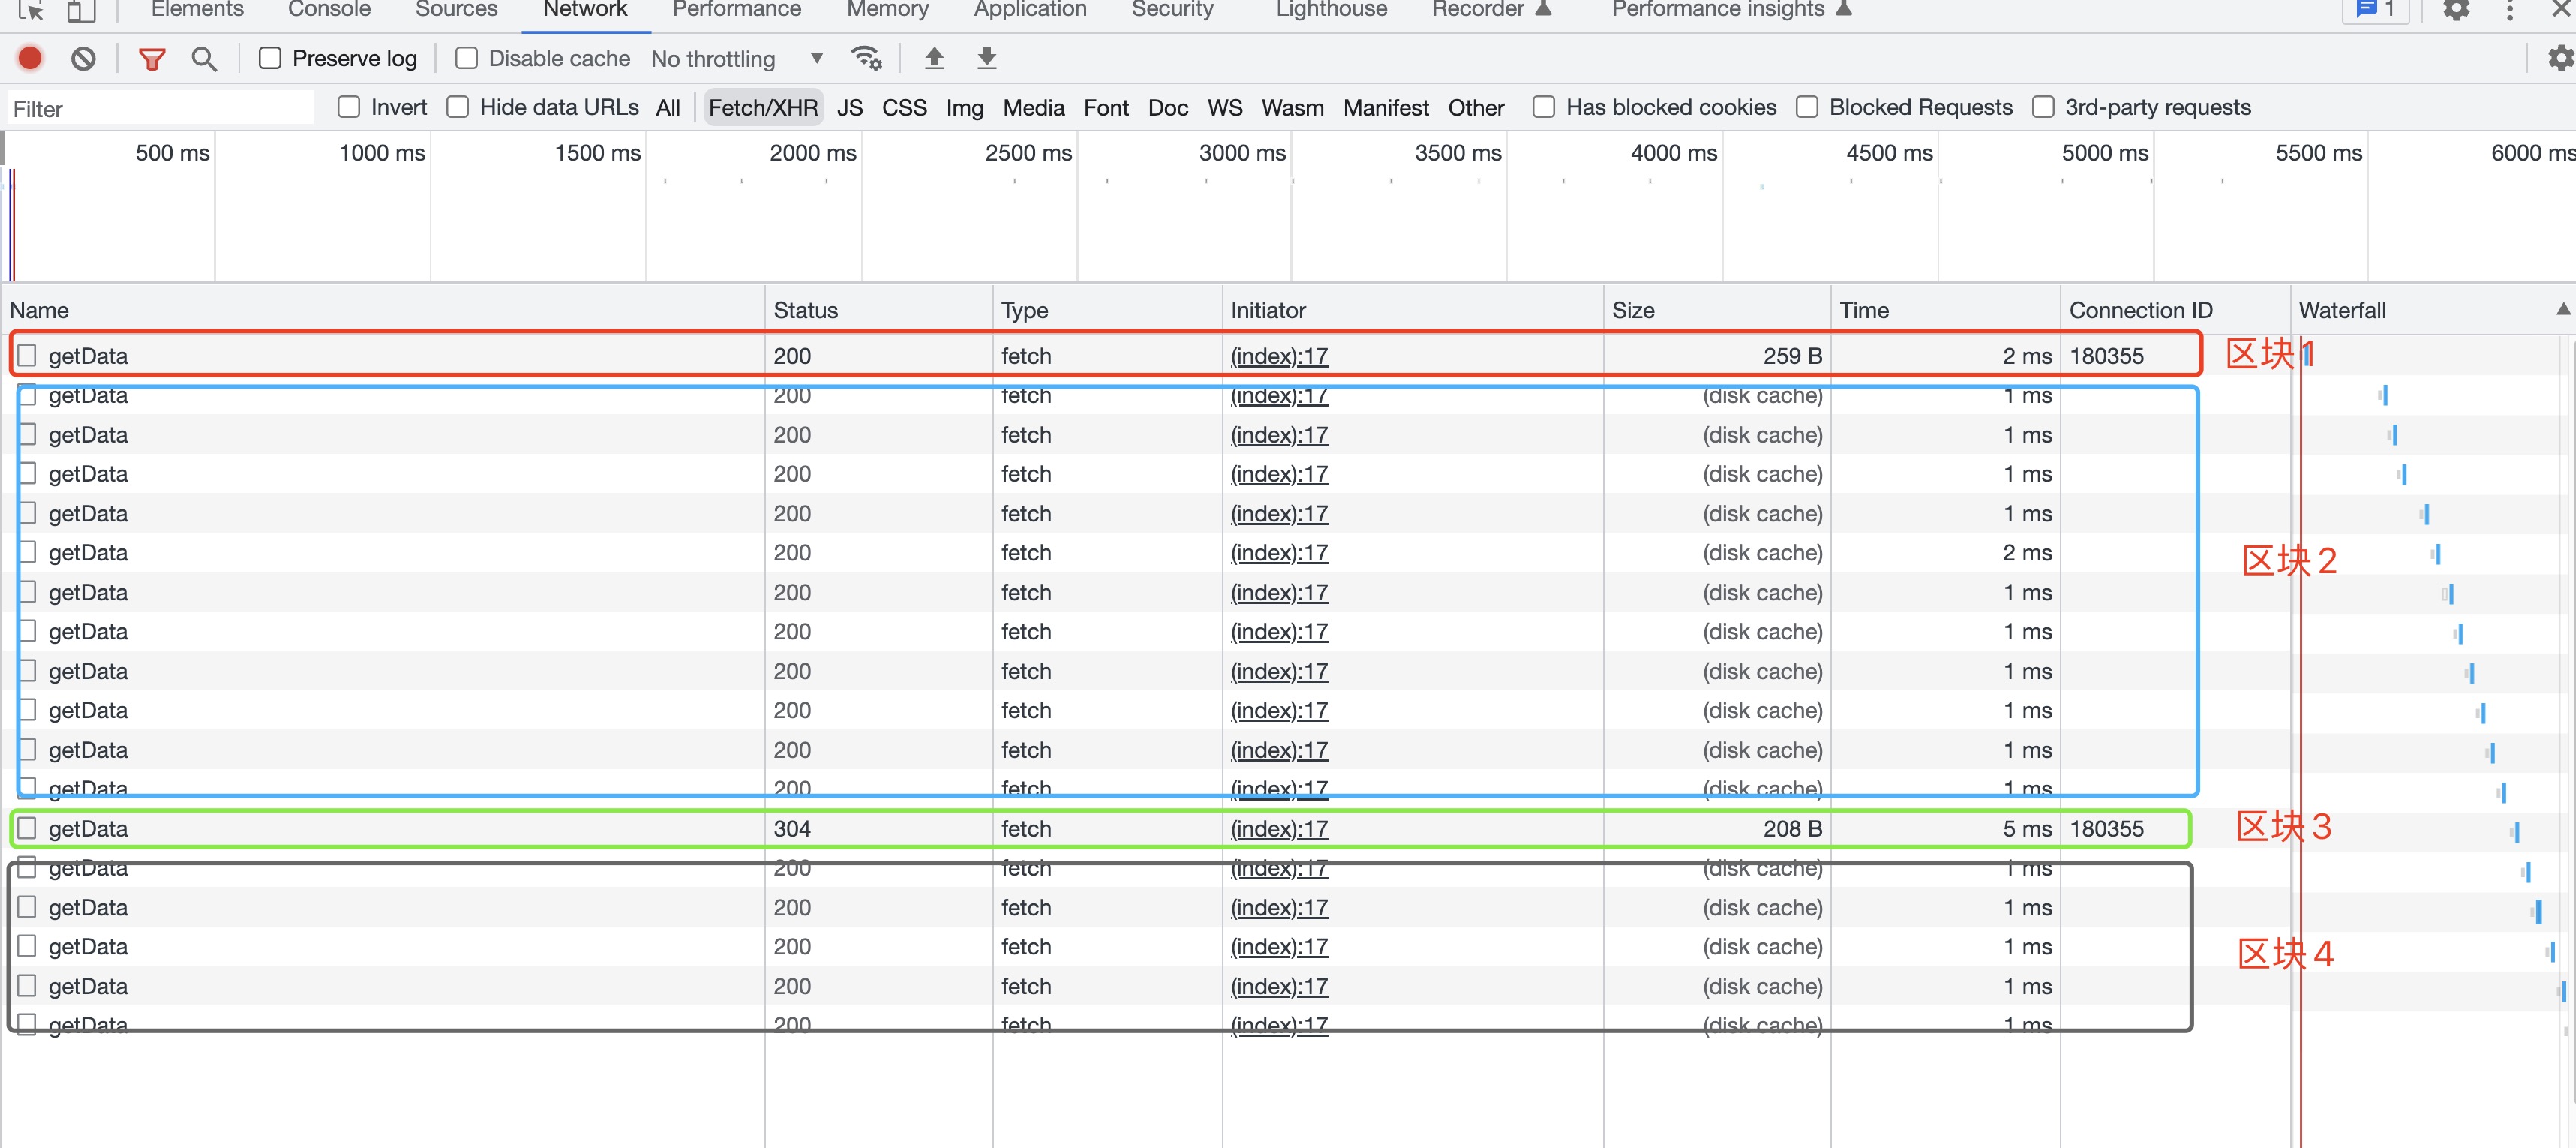 Elements Console Sources Network Performance Memory Application Security Lighthouse Recorder Performance insights 1
Preserve log Disable cache No throttling
Filter Invert Hide data URLs All Fetch/XHR JS CSS Img Media Font Doc WS Wasm Manifest Other Has blocked cookies Blocked Requests 3rd-party requests
500 ms 1000 ms 1500 ms 2000 ms 2500 ms 3000 ms 3500 ms 4000 ms 4500 ms 5000 ms 5500 ms 6000 ms
Name Status Type Initiator Size Time Connection ID Waterfall
getData 200 fetch (index):17 259 B 2 ms 180355 区块1
getData 200 fetch (index):17 (disk cache) 1 ms
getData 200 fetch (index):17 (disk cache) 1 ms
getData 200 fetch (index):17 (disk cache) 1 ms
getData 200 fetch (index):17 (disk cache) 1 ms
getData 200 fetch (index):17 (disk cache) 2 ms 区块2
getData 200 fetch (index):17 (disk cache) 1 ms
getData 200 fetch (index):17 (disk cache) 1 ms
getData 200 fetch (index):17 (disk cache) 1 ms
getData 200 fetch (index):17 (disk cache) 1 ms
getData 200 fetch (index):17 (disk cache) 1 ms
getData 200 fetch (index):17 (disk cache) 1 ms
getData 304 fetch (index):17 208 B 5 ms 180355 区块3
getData 200 fetch (index):17 (disk cache) 1 ms
getData 200 fetch (index):17 (disk cache) 1 ms
getData 200 fetch (index):17 (disk cache) 1 ms 区块4
getData 200 fetch (index):17 (disk cache) 1 ms
getData 200 fetch (index):17 (disk cache) 1 ms